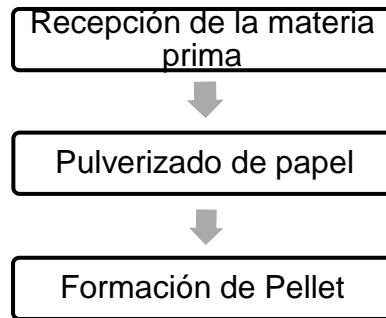 Recepción de la materia
prima
Pulverizado de papel
Formación de Pellet